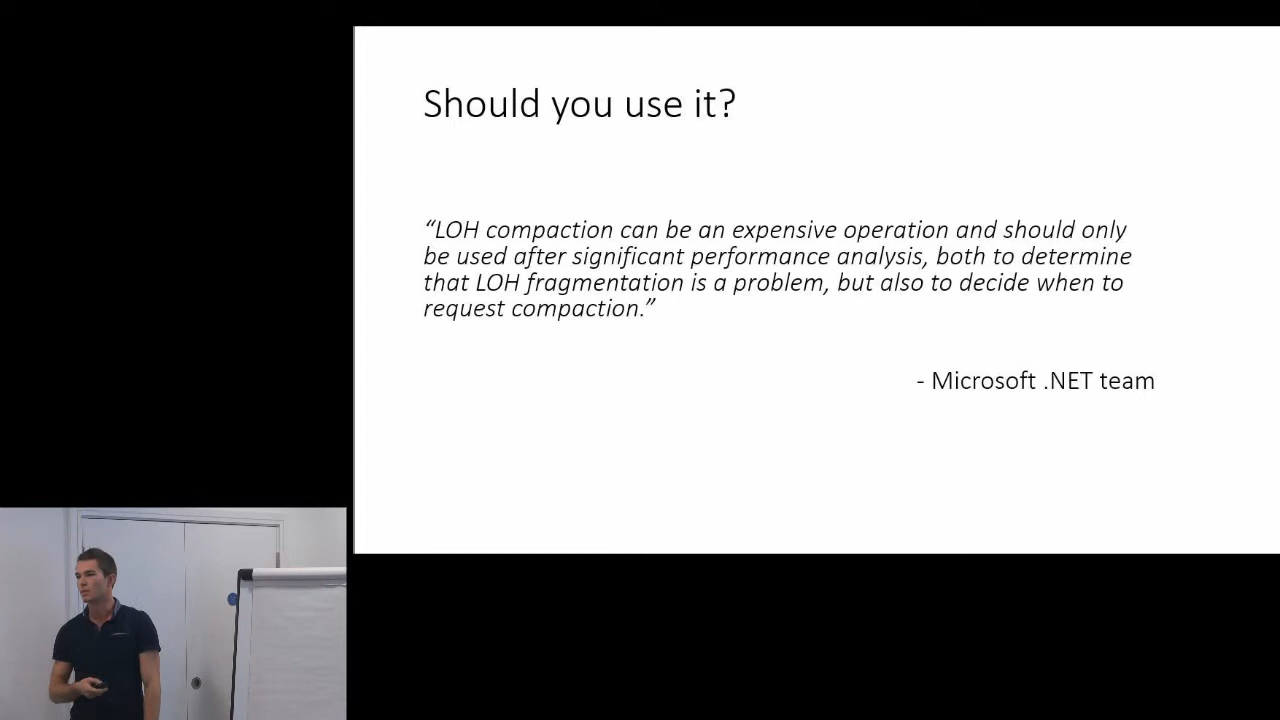 Should you use it?
“LOH compaction can be an expensive operation and should only
be used after significant performance analysis, both to determine
that LOH fragmentation is a problem, but also to decide when to
request compaction.”
- Microsoft .NET team